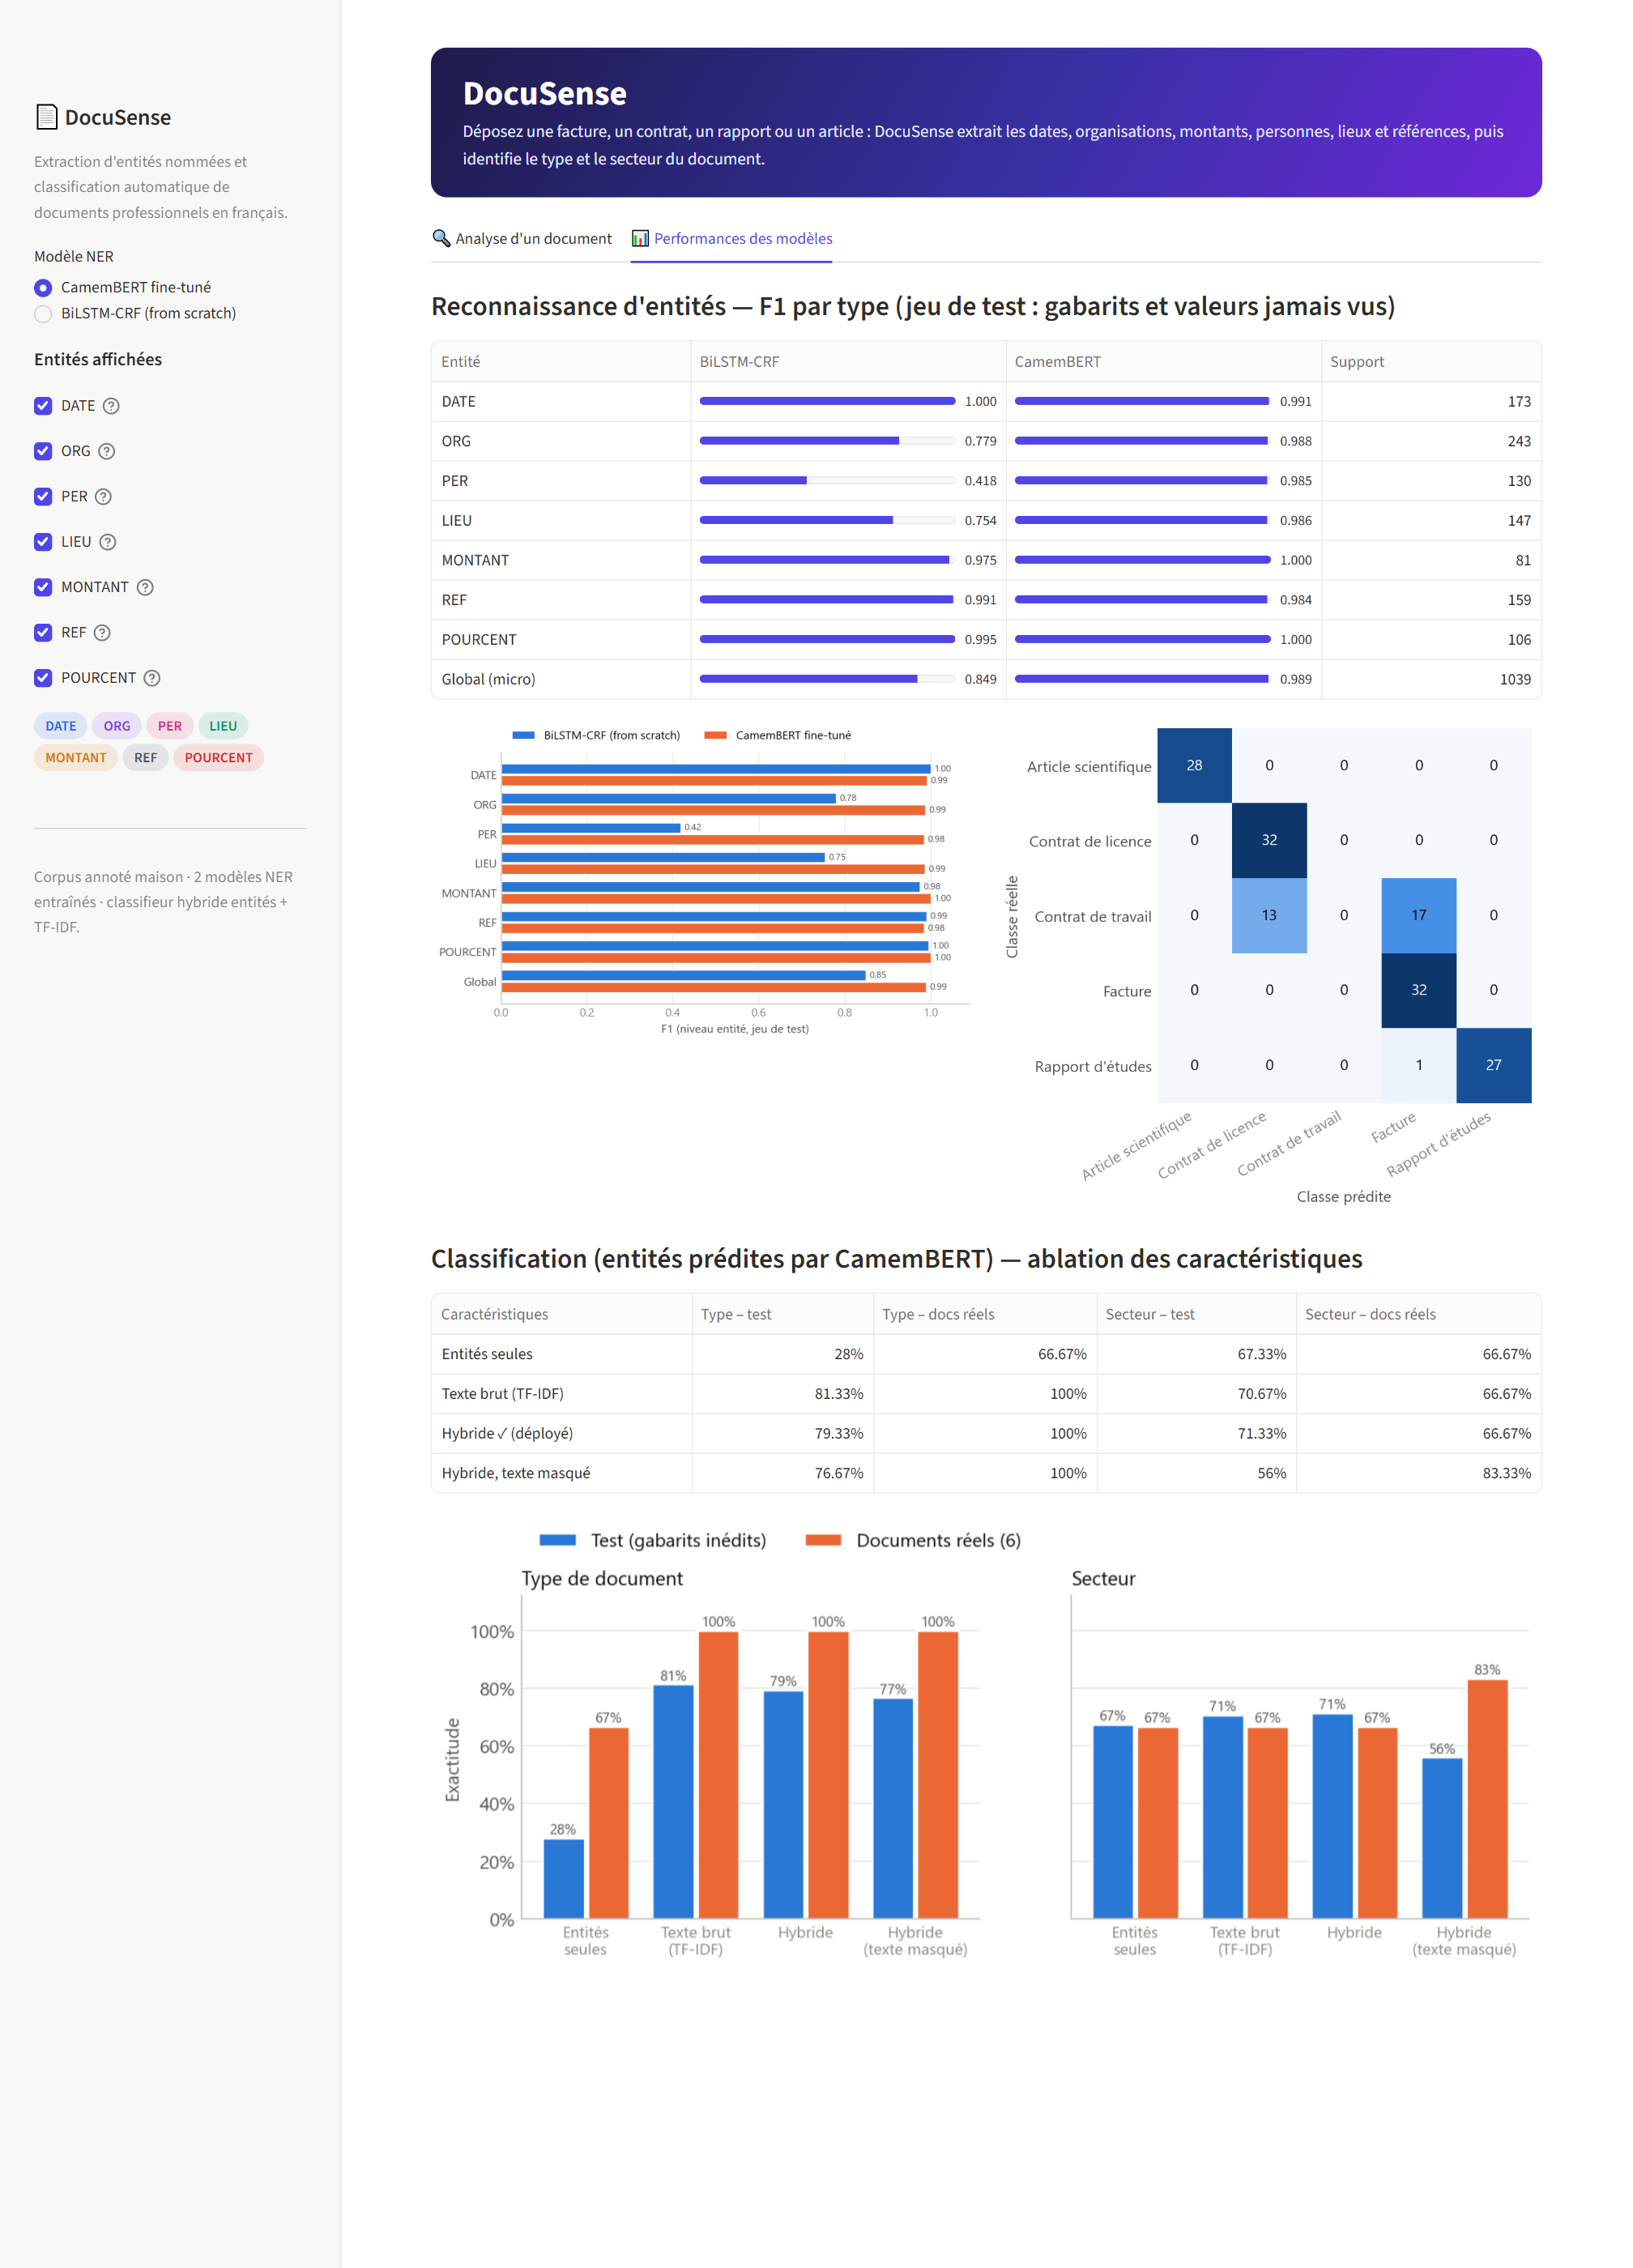 DocuSense
Extraction d'entités nommées et
classification automatique de
documents professionnels en français.
Modèle NER
CamemBERT fine-tuné
BiLSTM-CRF (from scratch)
Entités affichées
DATE
ORG
PER
LIEU
MONTANT
REF
POURCENT
DATE ORG PER LIEU
MONTANT REF POURCENT
Corpus annoté maison · 2 modèles NER
entraînés · classifieur hybride entités +
TF-IDF.
DocuSense
Déposez une facture, un contrat, un rapport ou un article : DocuSense extrait les dates, organisations, montants, personnes, lieux et références, puis
identifie le type et le secteur du document.
Analyse d'un document Performances des modèles
Reconnaissance d'entités — F1 par type (jeu de test : gabarits et valeurs jamais vus)
Entité BiLSTM-CRF CamemBERT Support
DATE 1.000 0.991 173
ORG 0.779 0.988 243
PER 0.418 0.985 130
LIEU 0.754 0.986 147
MONTANT 0.975 1.000 81
REF 0.991 0.984 159
POURCENT 0.995 1.000 106
Global (micro) 0.849 0.989 1039
BiLSTM-CRF (from scratch) CamemBERT fine-tuné
DATE 1.00 0.99
ORG 0.78 0.99
PER 0.42 0.98
LIEU 0.75 0.99
MONTANT 0.98 1.00
REF 0.99 0.98
POURCENT 1.00 1.00
Global 0.85 0.99
0.0 0.2 0.4 0.6 0.8 1.0
F1 (niveau entité, jeu de test)
Classe réelle
Article scientifique 28 0 0 0 0
Contrat de licence 0 32 0 0 0
Contrat de travail 0 13 0 17 0
Facture 0 0 0 32 0
Rapport d'études 0 0 0 1 27
Article scientifique Contrat de licence Contrat de travail Facture Rapport d'études
Classe prédite
Classification (entités prédites par CamemBERT) — ablation des caractéristiques
Caractéristiques Type – test Type – docs réels Secteur – test Secteur – docs réels
Entités seules 28% 66.67% 67.33% 66.67%
Texte brut (TF-IDF) 81.33% 100% 70.67% 66.67%
Hybride ✓ (déployé) 79.33% 100% 71.33% 66.67%
Hybride, texte masqué 76.67% 100% 56% 83.33%
Test (gabarits inédits) Documents réels (6)
Type de document
Exactitude
100%
80%
60%
40%
20%
0%
28% 67% 81% 100% 79% 100% 77% 100%
Entités seules
Texte brut (TF-IDF)
Hybride
Hybride (texte masqué)
Secteur
67% 67% 71% 67% 71% 67% 56% 83%
Entités seules
Texte brut (TF-IDF)
Hybride
Hybride (texte masqué)